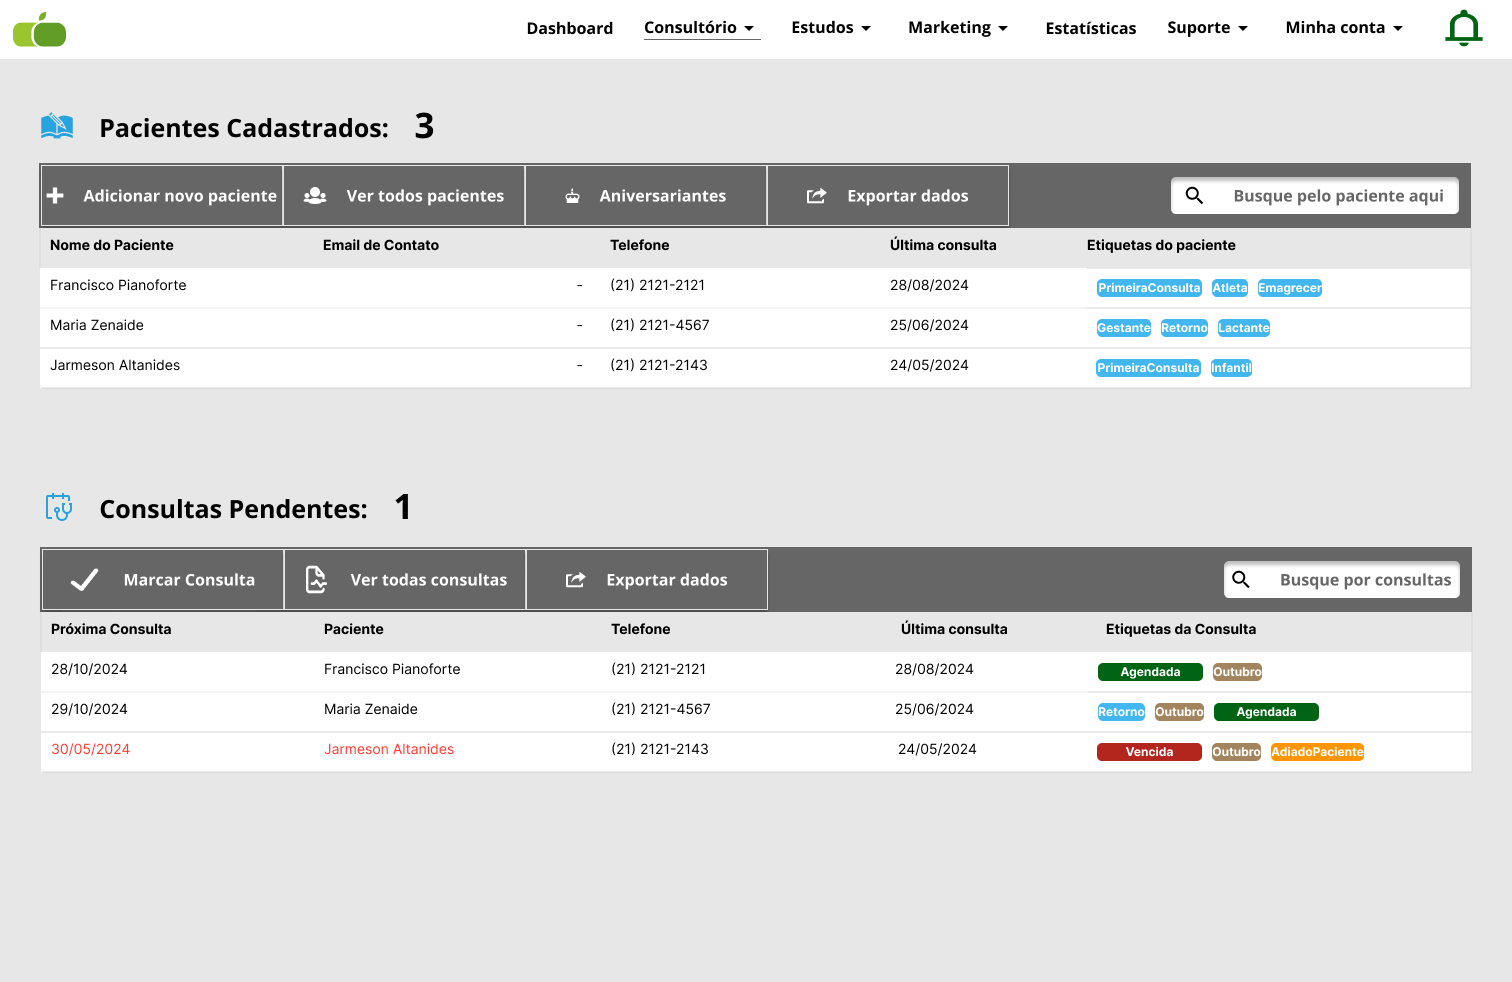 Dashboard Consultório Estudos Marketing Estatísticas Suporte Minha conta
Pacientes Cadastrados: 3
Adicionar novo paciente Ver todos pacientes Aniversariantes Exportar dados Busque pelo paciente aqui
Nome do Paciente Email de Contato Telefone Última consulta Etiquetas do paciente
Francisco Pianoforte - (21) 2121-2121 28/08/2024 PrimeiraConsulta Atleta Emagrecer
Maria Zenaide - (21) 2121-4567 25/06/2024 Gestante Retorno Lactante
Jarmeson Altanides - (21) 2121-2143 24/05/2024 PrimeiraConsulta Infantil
Consultas Pendentes: 1
Marcar Consulta Ver todas consultas Exportar dados Busque por consultas
Próxima Consulta Paciente Telefone Última consulta Etiquetas da Consulta
28/10/2024 Francisco Pianoforte (21) 2121-2121 28/08/2024 Agendada Outubro
29/10/2024 Maria Zenaide (21) 2121-4567 25/06/2024 Retorno Outubro Agendada
30/05/2024 Jarmeson Altanides (21) 2121-2143 24/05/2024 Vencida Outubro AdiadoPaciente